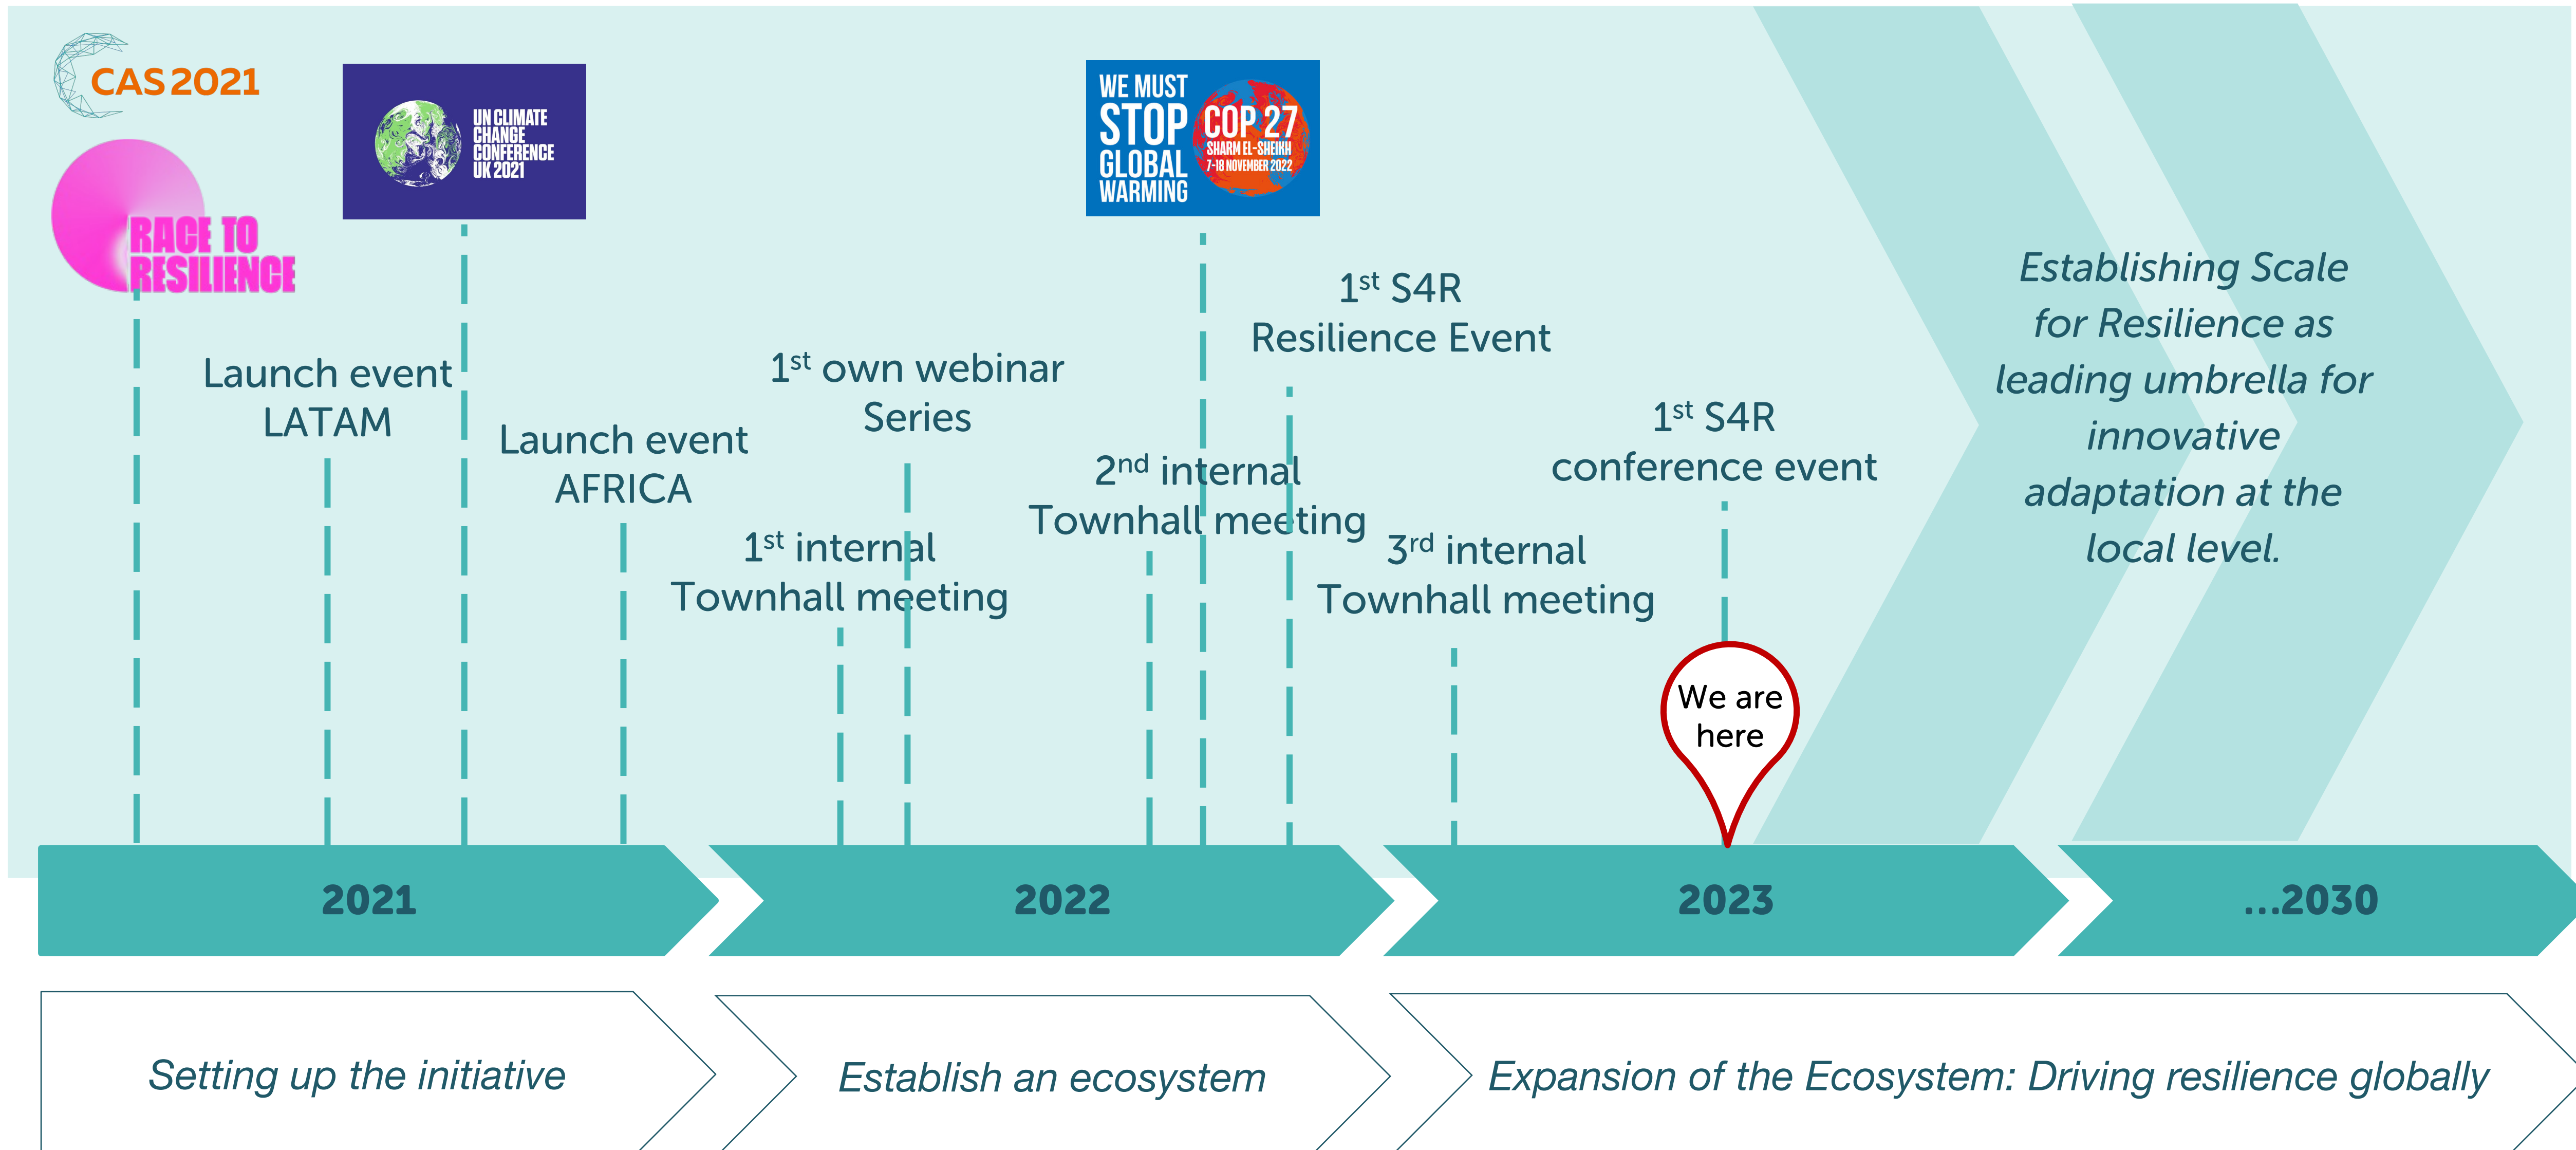 CAS 2021
RACE TO
RESILIENCE
UN CLIMATE
CHANGE
CONFERENCE
UK 2021
WE MUST
STOP
GLOBAL
WARMING
COP 27
SHARM EL-SHEIKH
7-18 NOVEMBER 2022
Launch event
LATAM
Launch event
AFRICA
1st internal
Townhall meeting
1st own webinar
Series
2nd internal
Townhall meeting
1st S4R
Resilience Event
3rd internal
Townhall meeting
1st S4R
conference event
We are
here
Establishing Scale
for Resilience as
leading umbrella for
innovative
adaptation at the
local level.
2021
2022
2023
...2030
Setting up the initiative
Establish an ecosystem
Expansion of the Ecosystem: Driving resilience globally